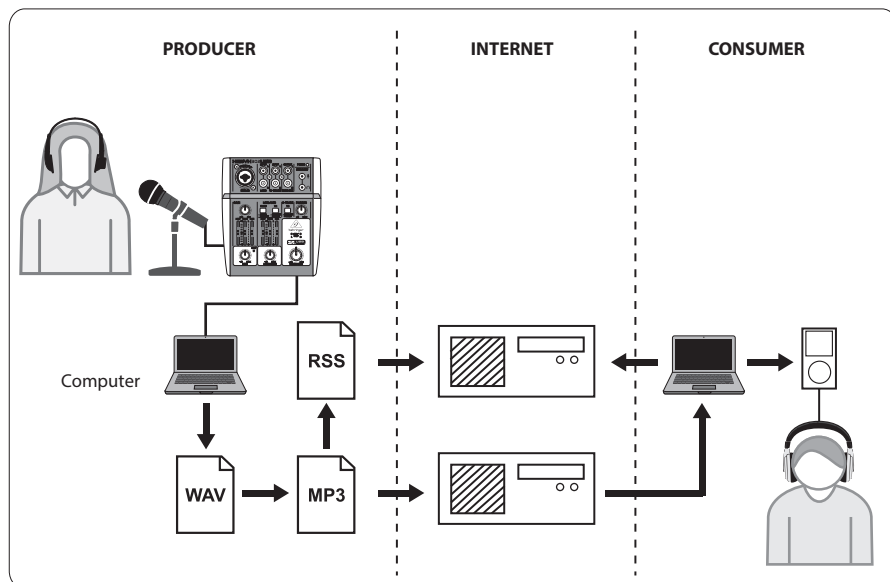 PRODUCER
INTERNET
CONSUMER
Computer
RSS
WAV
MP3